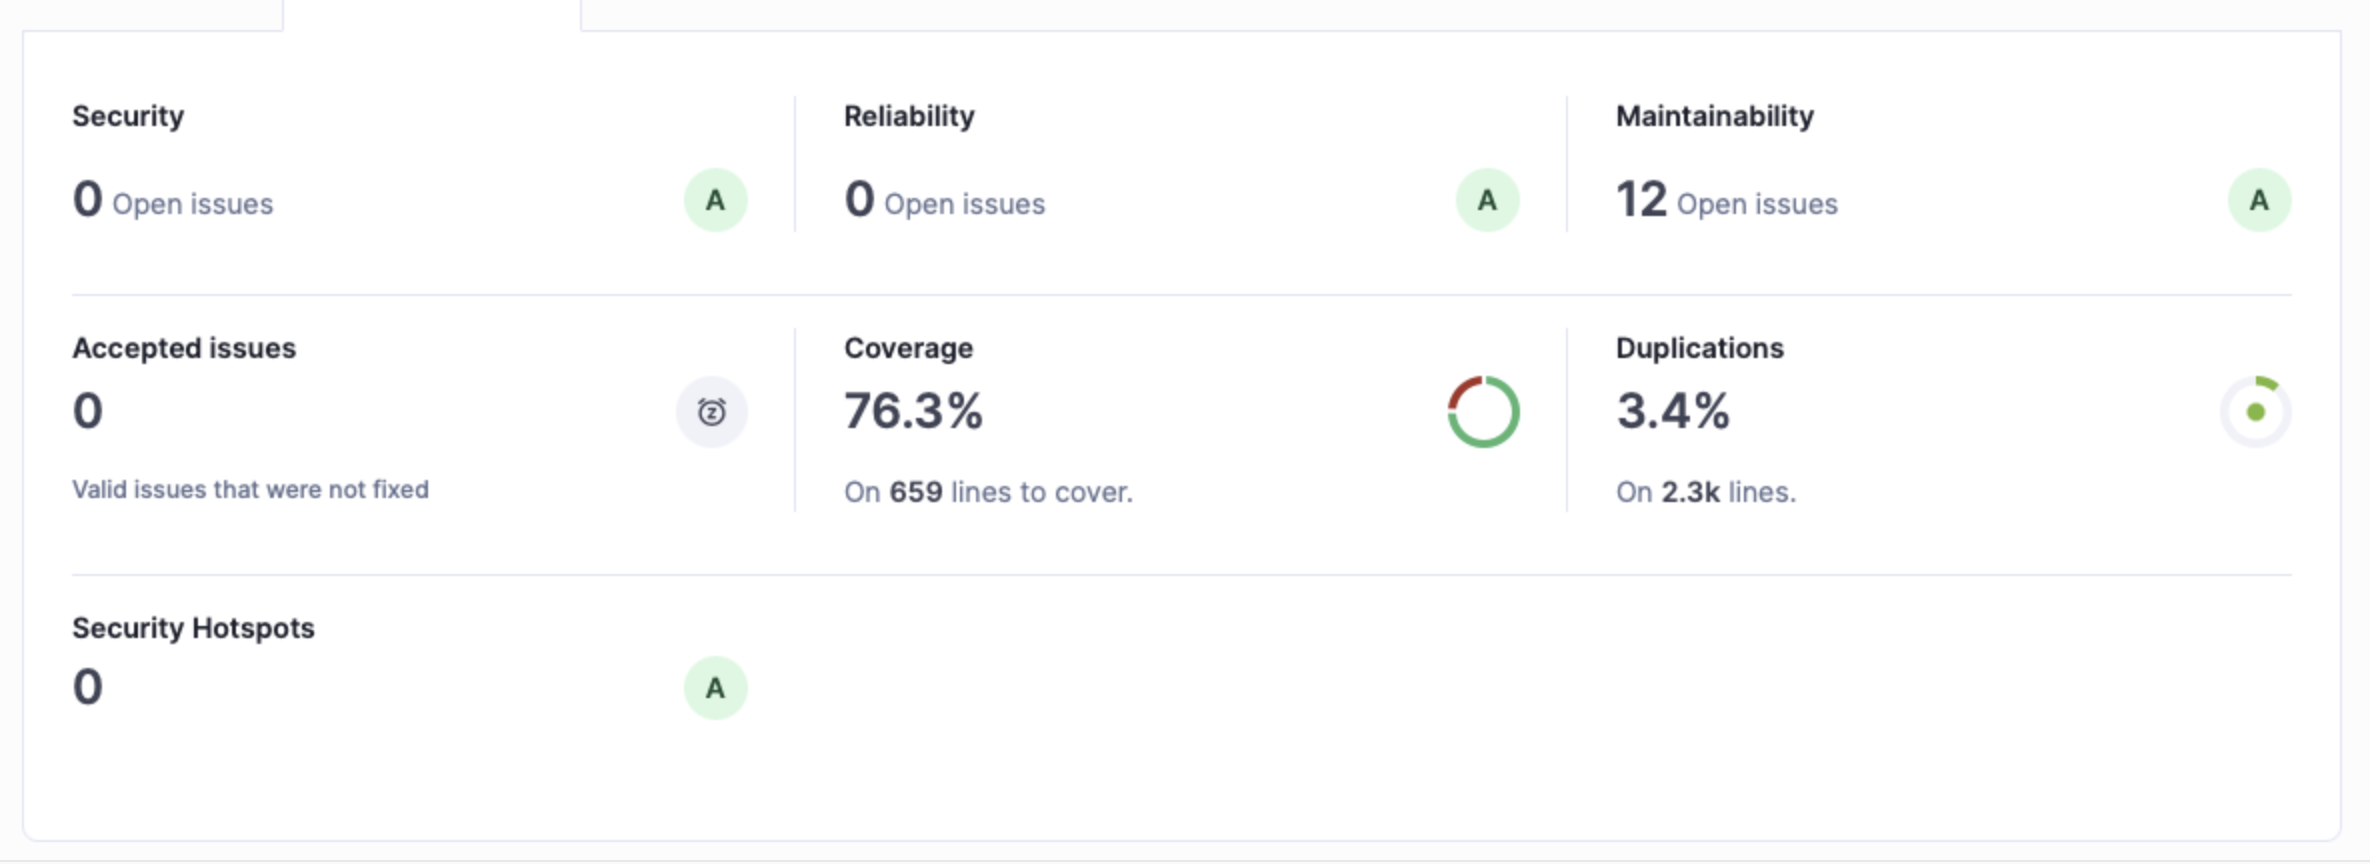 Security
0 Open issues
A
Reliability
0 Open issues
A
Maintainability
12 Open issues
A
Accepted issues
0
Valid issues that were not fixed
Coverage
76.3%
On 659 lines to cover.
Duplications
3.4%
On 2.3k lines.
Security Hotspots
0
A